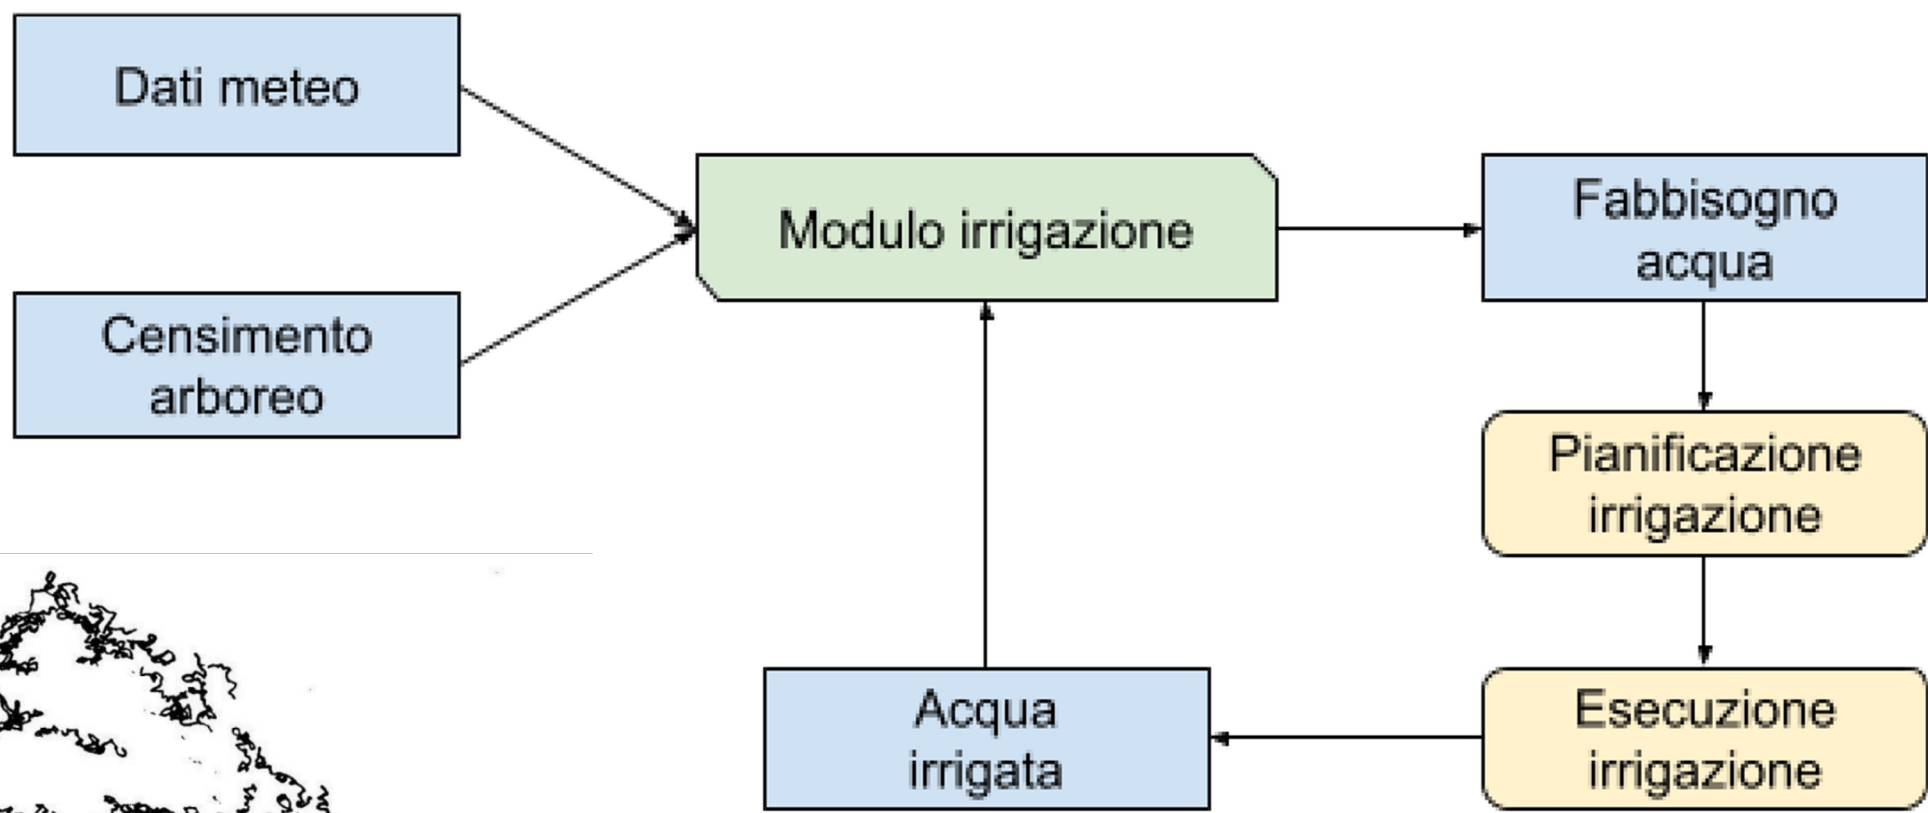 Dati meteo
Censimento
arboreo
Modulo irrigazione
Fabbisogno
acqua
Pianificazione
irrigazione
Esecuzione
irrigazione
Acqua
irrigata